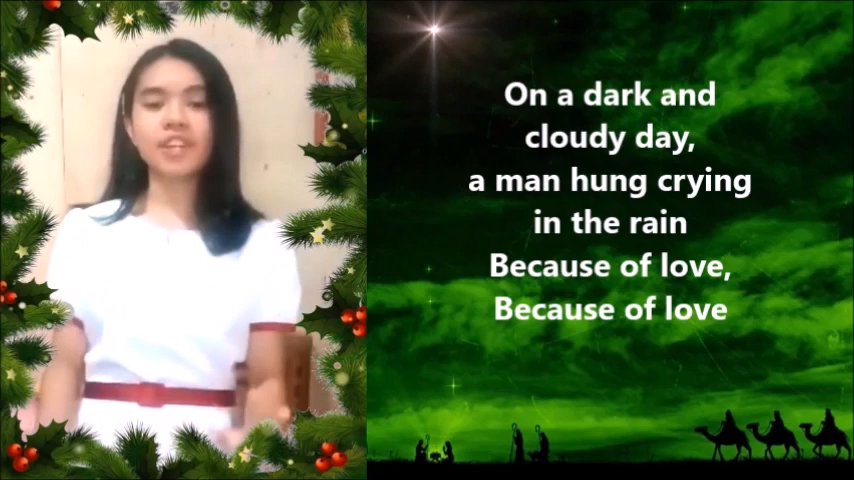 On a dark and
cloudy day,
a man hung crying
in the rain
Because of love,
Because of love